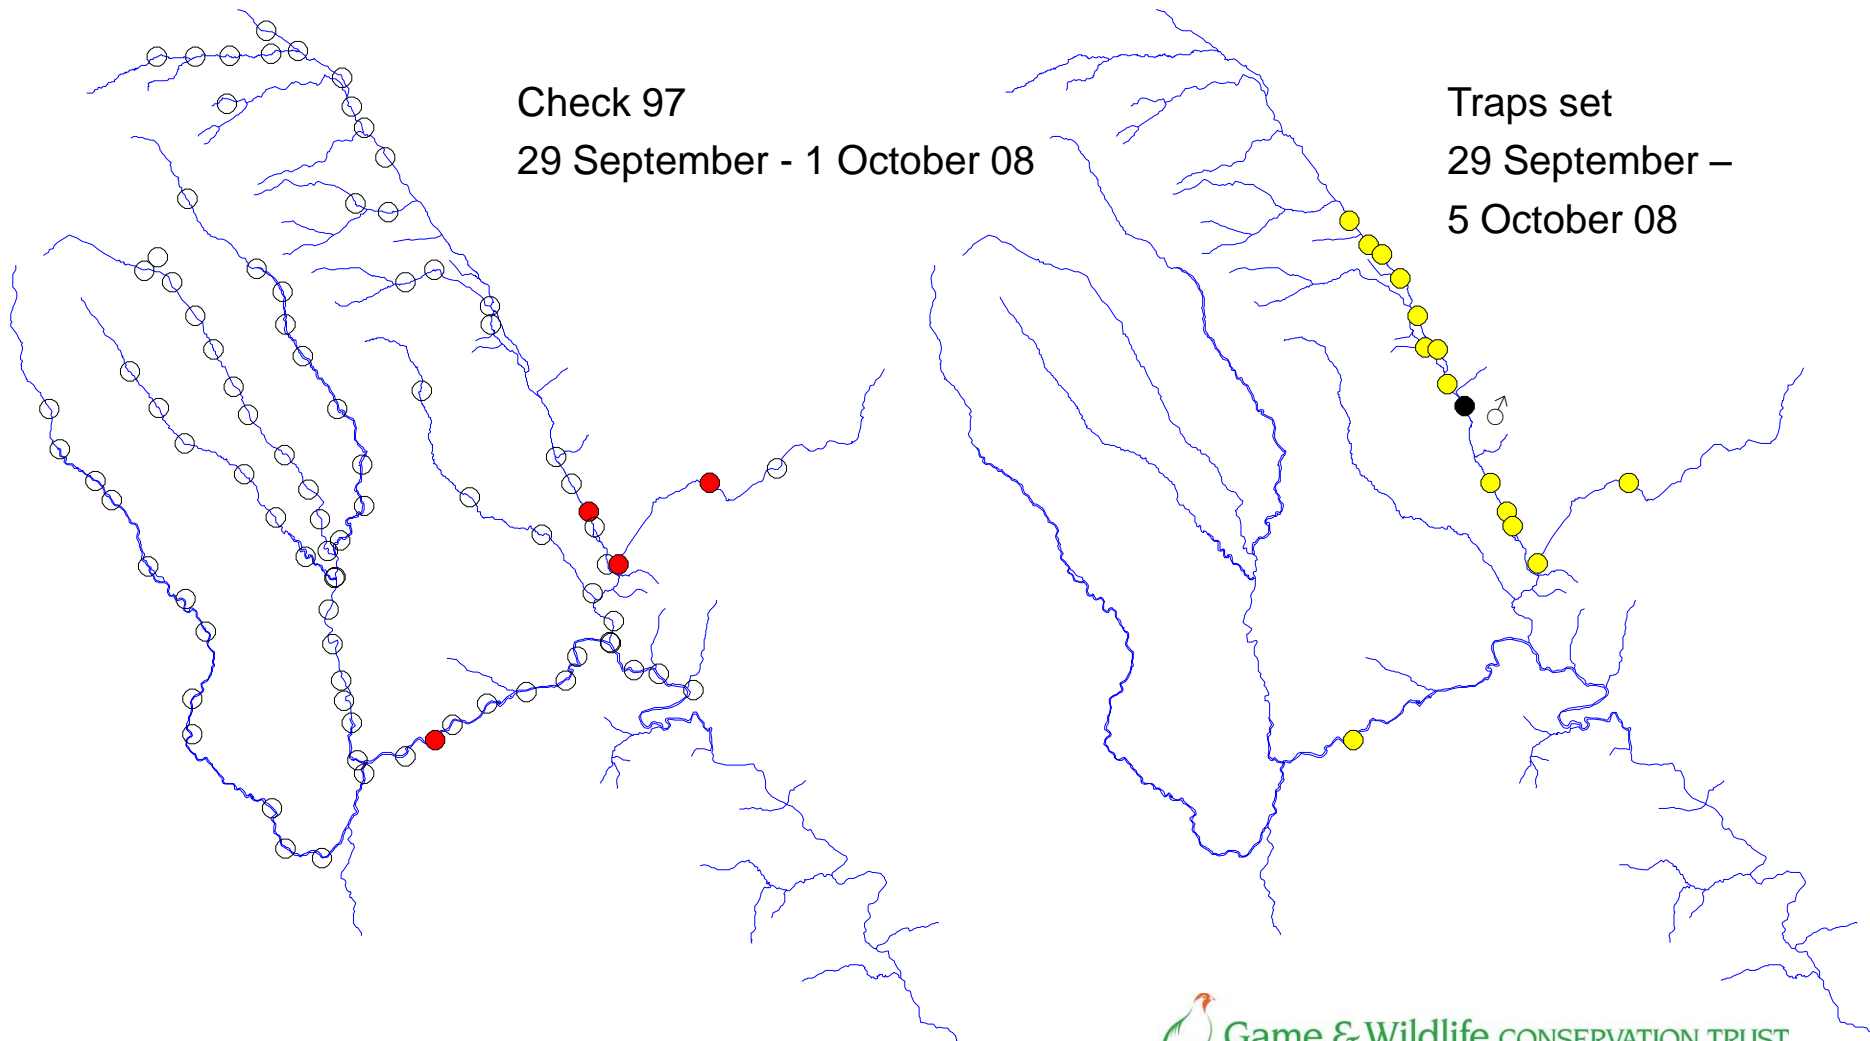 Check 97
29 September - 1 October 08
Traps set
29 September –
5 October 08
♂
Game & Wildlife CONSERVATION TRUST